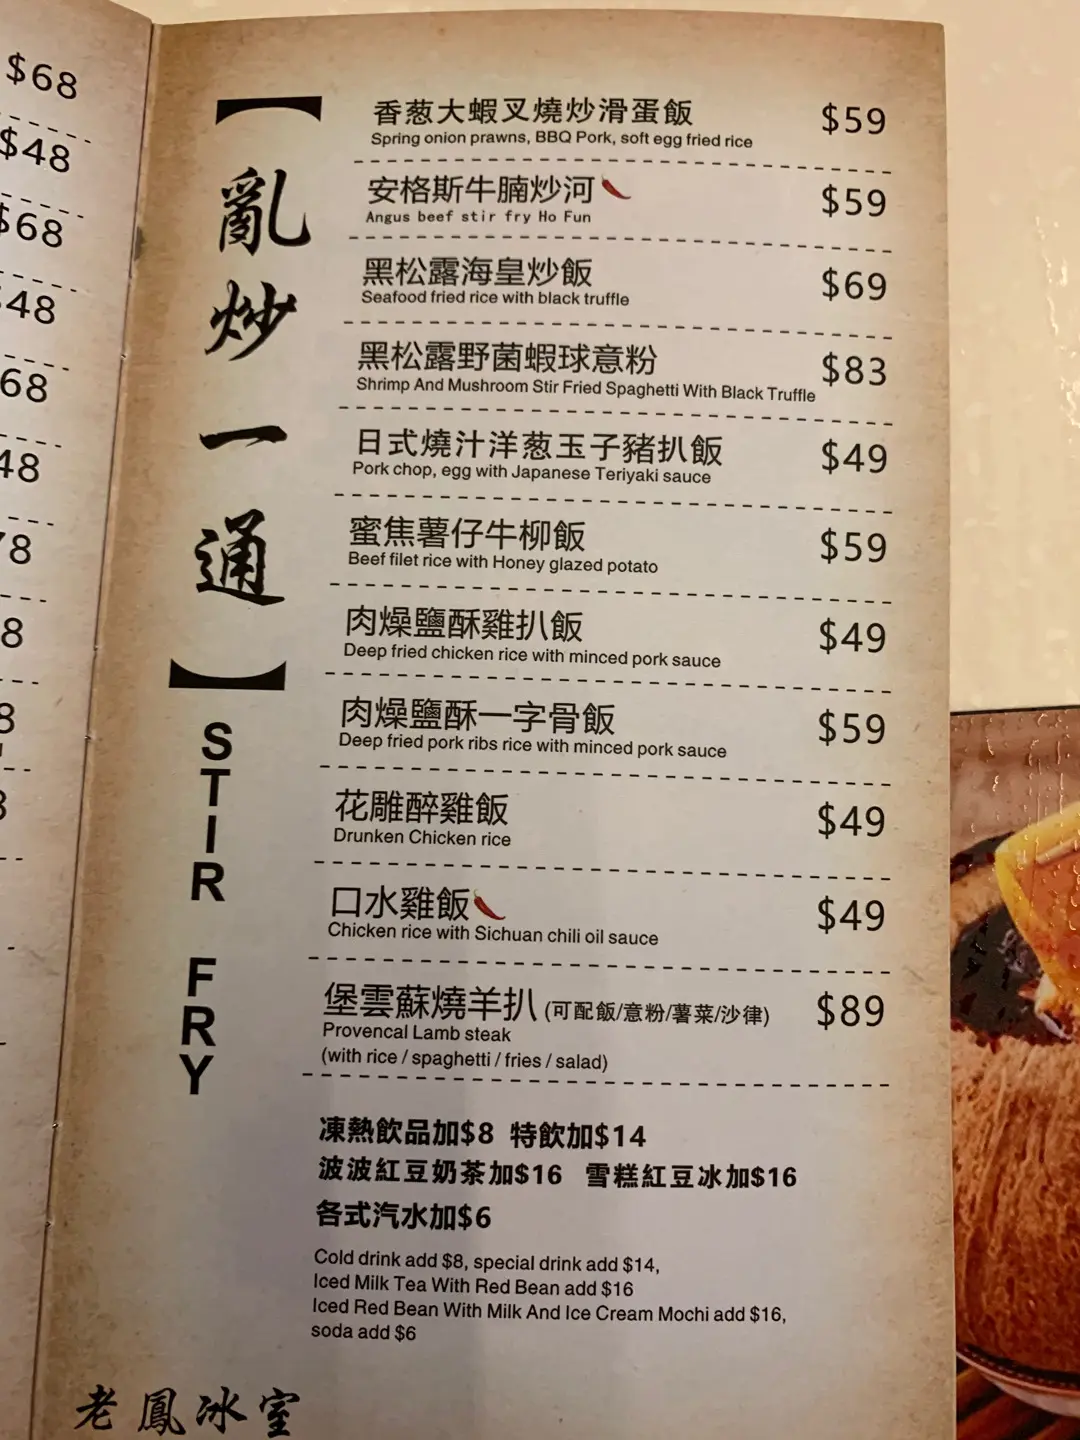 $68
$48
$68
48
68
48
8
8
【亂炒一通】
STIR FRY
香葱大蝦叉燒炒滑蛋飯 $59
Spring onion prawns, BBQ Pork, soft egg fried rice
安格斯牛腩炒河 $59
Angus beef stir fry Ho Fun
黑松露海皇炒飯 $69
Seafood fried rice with black truffle
黑松露野菌蝦球意粉 $83
Shrimp And Mushroom Stir Fried Spaghetti With Black Truffle
日式燒汁洋葱玉子豬扒飯 $49
Pork chop, egg with Japanese Teriyaki sauce
蜜焦薯仔牛柳飯 $59
Beef filet rice with Honey glazed potato
肉燥鹽酥雞扒飯 $49
Deep fried chicken rice with minced pork sauce
肉燥鹽酥一字骨飯 $59
Deep fried pork ribs rice with minced pork sauce
花雕醉雞飯 $49
Drunken Chicken rice
口水雞飯 $49
Chicken rice with Sichuan chili oil sauce
堡雲蘇燒羊扒 (可配飯/意粉/薯菜/沙律) $89
Provencal Lamb steak
(with rice / spaghetti / fries / salad)
凍熱飲品加$8 特飲加$14
波波紅豆奶茶加$16 雪糕紅豆冰加$16
各式汽水加$6
Cold drink add $8, special drink add $14,
Iced Milk Tea With Red Bean add $16
Iced Red Bean With Milk And Ice Cream Mochi add $16,
soda add $6
老鳳冰室